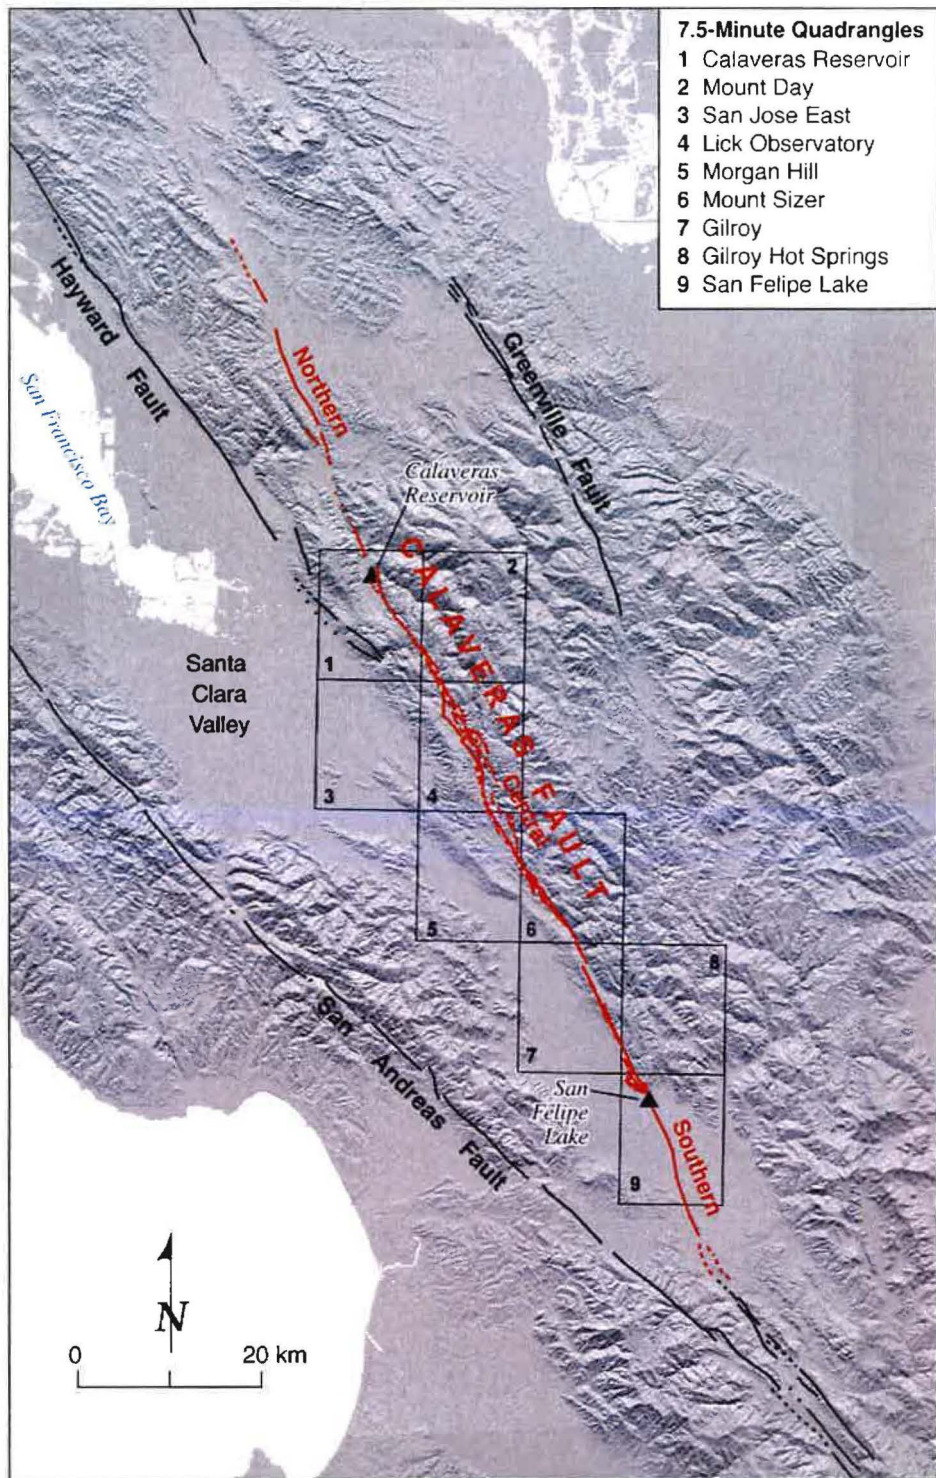 7.5-Minute Quadrangles
1 Calaveras Reservoir
2 Mount Day
3 San Jose East
4 Lick Observatory
5 Morgan Hill
6 Mount Sizer
7 Gilroy
8 Gilroy Hot Springs
9 San Felipe Lake
Hayward Fault
San Francisco Bay
Northern
Greenville Fault
Calaveras
Reservoir
CALAVERAS FAULT
2
1
Santa
Clara
Valley
Central
3
4
5
6
8
7
San Andreas Fault
San
Felipe
Lake
Southern
9
N
0
20 km